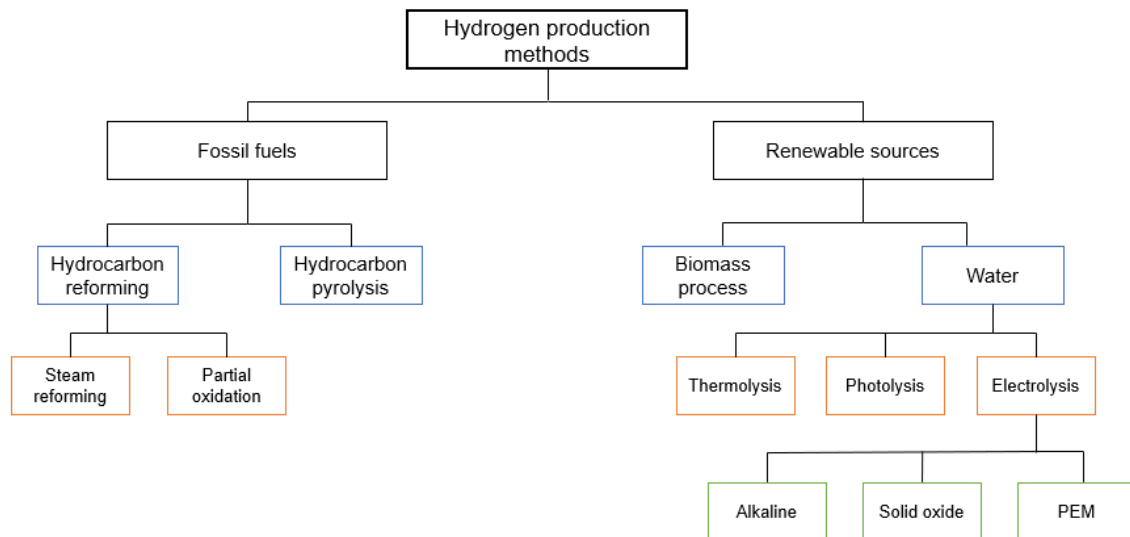 Hydrogen production
methods
Fossil fuels
Renewable sources
Hydrocarbon
reforming
Hydrocarbon
pyrolysis
Biomass
process
Water
Steam
reforming
Partial
oxidation
Thermolysis
Photolysis
Electrolysis
Alkaline
Solid oxide
PEM